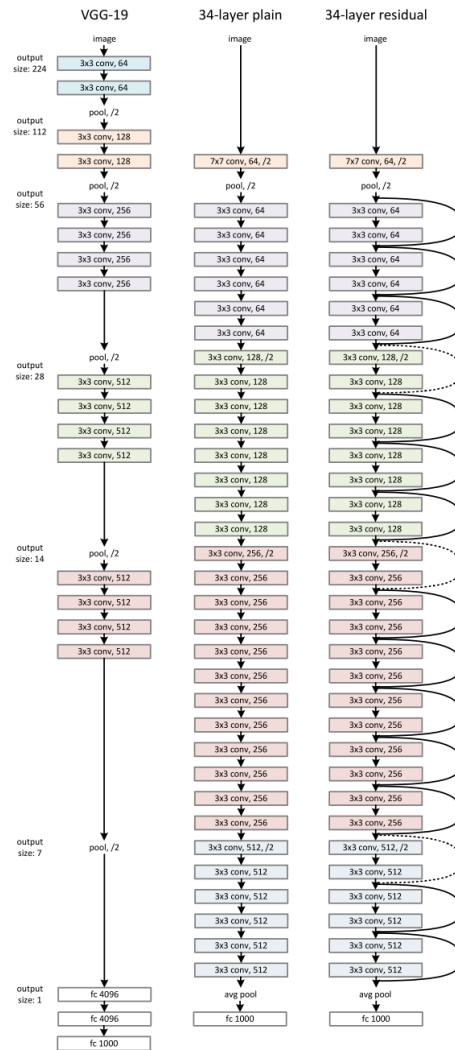 output
size: 224
output
size: 112
output
size: 56
output
size: 28
output
size: 14
output
size: 7
output
size: 1
VGG-19
image
3x3 conv, 64
3x3 conv, 64
pool, /2
3x3 conv, 128
3x3 conv, 128
pool, /2
3x3 conv, 256
3x3 conv, 256
3x3 conv, 256
3x3 conv, 256
pool, /2
3x3 conv, 512
3x3 conv, 512
3x3 conv, 512
3x3 conv, 512
pool, /2
3x3 conv, 512
3x3 conv, 512
3x3 conv, 512
3x3 conv, 512
pool, /2
fc 4096
fc 4096
fc 1000
34-layer plain
image
7x7 conv, 64, /2
pool, /2
3x3 conv, 64
3x3 conv, 64
3x3 conv, 64
3x3 conv, 64
3x3 conv, 64
3x3 conv, 64
3x3 conv, 128, /2
3x3 conv, 128
3x3 conv, 128
3x3 conv, 128
3x3 conv, 128
3x3 conv, 128
3x3 conv, 128
3x3 conv, 128
3x3 conv, 256, /2
3x3 conv, 256
3x3 conv, 256
3x3 conv, 256
3x3 conv, 256
3x3 conv, 256
3x3 conv, 256
3x3 conv, 256
3x3 conv, 256
3x3 conv, 256
3x3 conv, 256
3x3 conv, 256
3x3 conv, 512, /2
3x3 conv, 512
3x3 conv, 512
3x3 conv, 512
3x3 conv, 512
3x3 conv, 512
avg pool
fc 1000
34-layer residual
image
7x7 conv, 64, /2
pool, /2
3x3 conv, 64
3x3 conv, 64
3x3 conv, 64
3x3 conv, 64
3x3 conv, 64
3x3 conv, 64
3x3 conv, 128, /2
3x3 conv, 128
3x3 conv, 128
3x3 conv, 128
3x3 conv, 128
3x3 conv, 128
3x3 conv, 128
3x3 conv, 128
3x3 conv, 256, /2
3x3 conv, 256
3x3 conv, 256
3x3 conv, 256
3x3 conv, 256
3x3 conv, 256
3x3 conv, 256
3x3 conv, 256
3x3 conv, 256
3x3 conv, 256
3x3 conv, 256
3x3 conv, 256
3x3 conv, 512, /2
3x3 conv, 512
3x3 conv, 512
3x3 conv, 512
3x3 conv, 512
3x3 conv, 512
avg pool
fc 1000